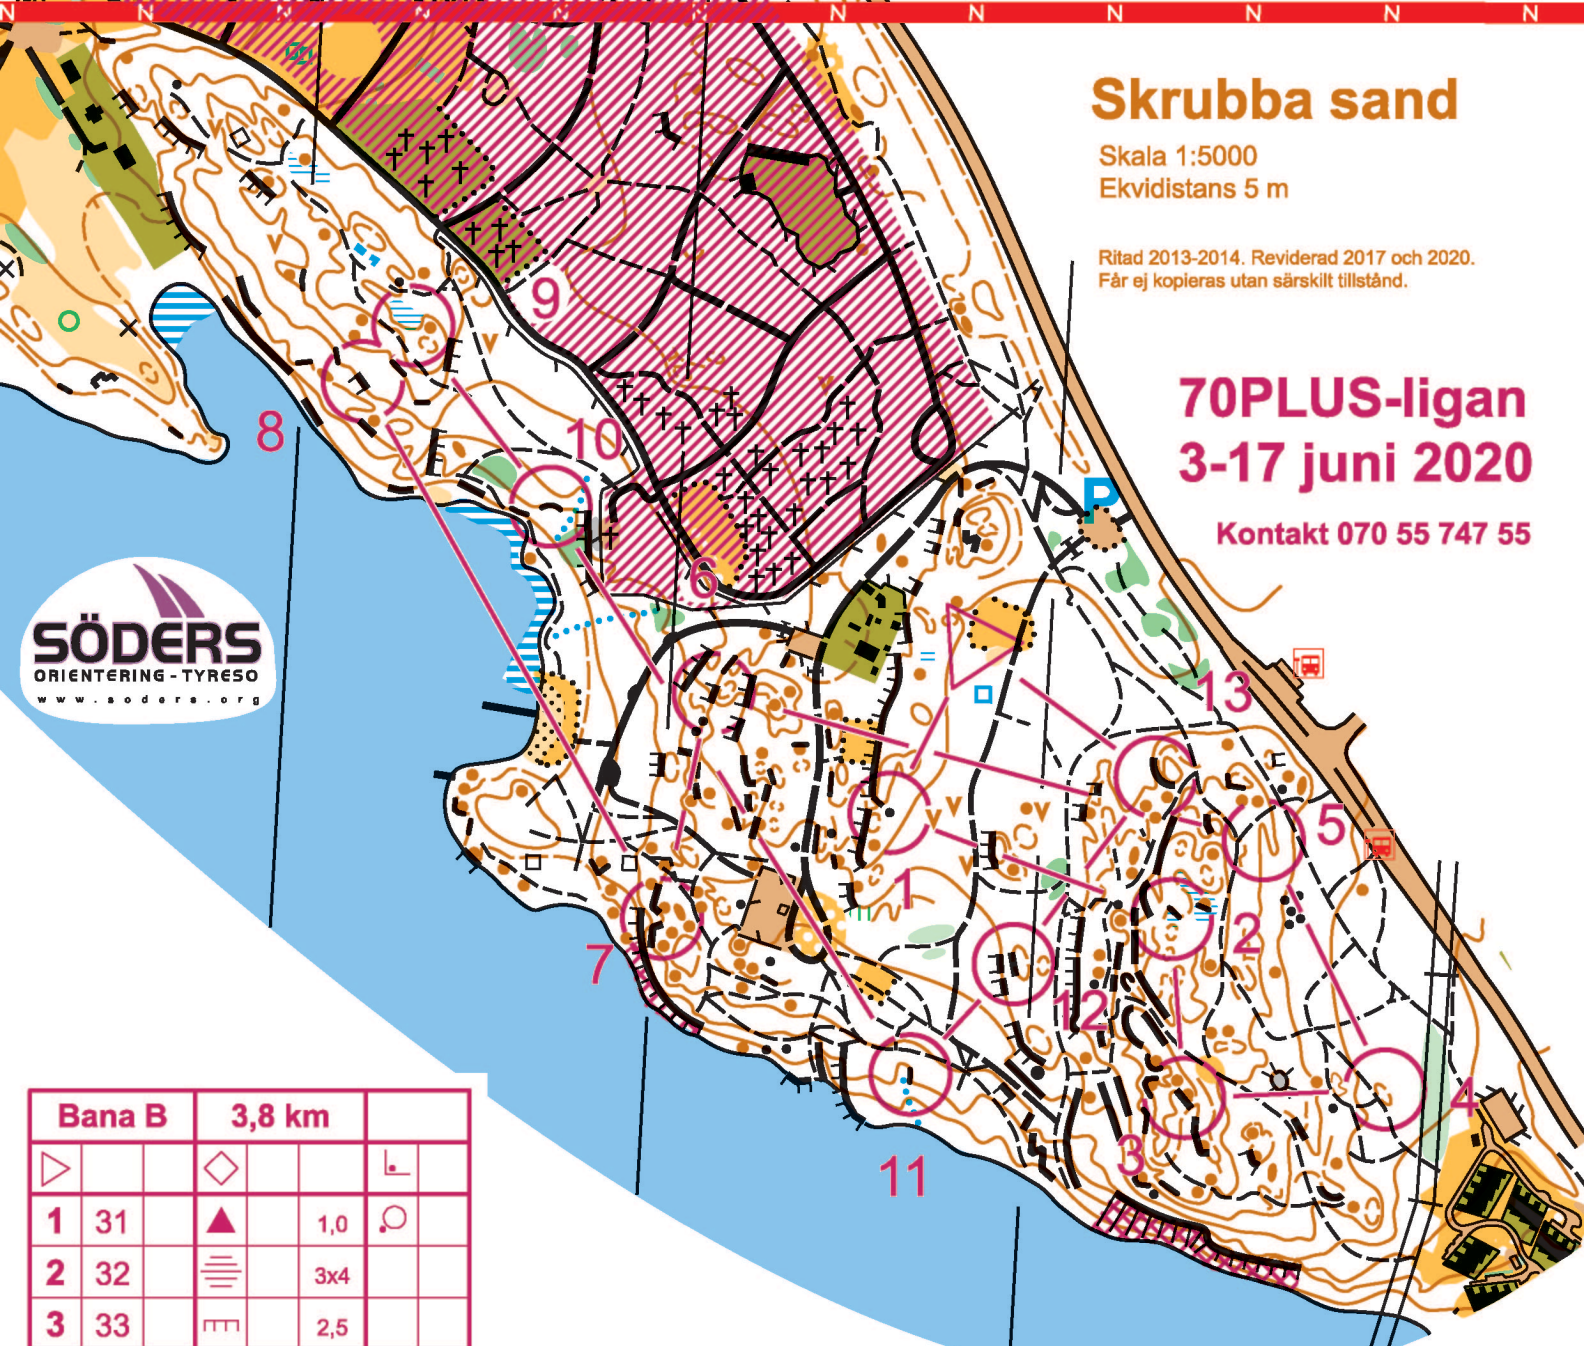 N N N N N N N N N N N N
Skrubba sand
Skala 1:5000
Ekvidistans 5 m
Ritad 2013-2014. Reviderad 2017 och 2020.
Får ej kopieras utan särskilt tillstånd.
70PLUS-ligan
3-17 juni 2020
Kontakt 070 55 747 55
P
9
8
10
6
13
5
1
2
7
12
4
3
11
SÖDERS
ORIENTERING - TYRESÖ
www.soders.org
Bana B 3,8 km
1 31 1,0
2 32 3x4
3 33 2,5